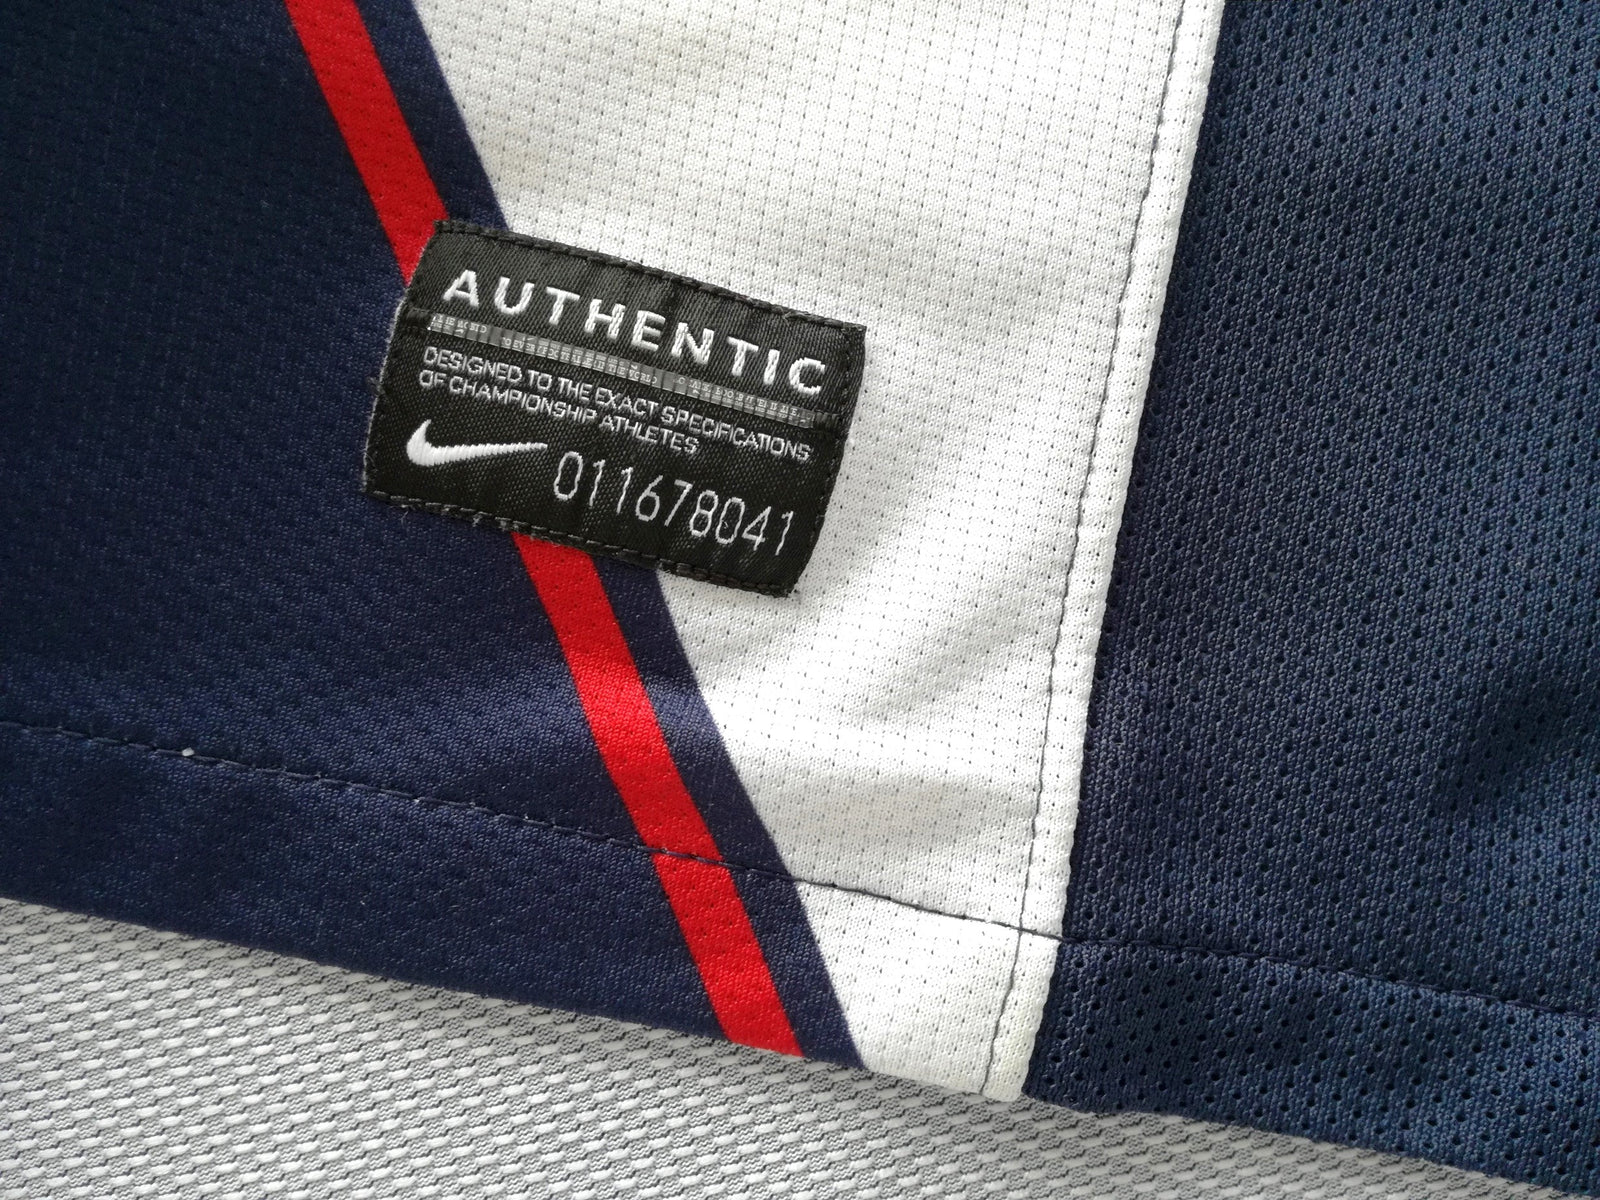 AUTHENTIC
DESIGNED TO THE EXACT SPECIFICATIONS
OF CHAMPIONSHIP ATHLETES
011678041